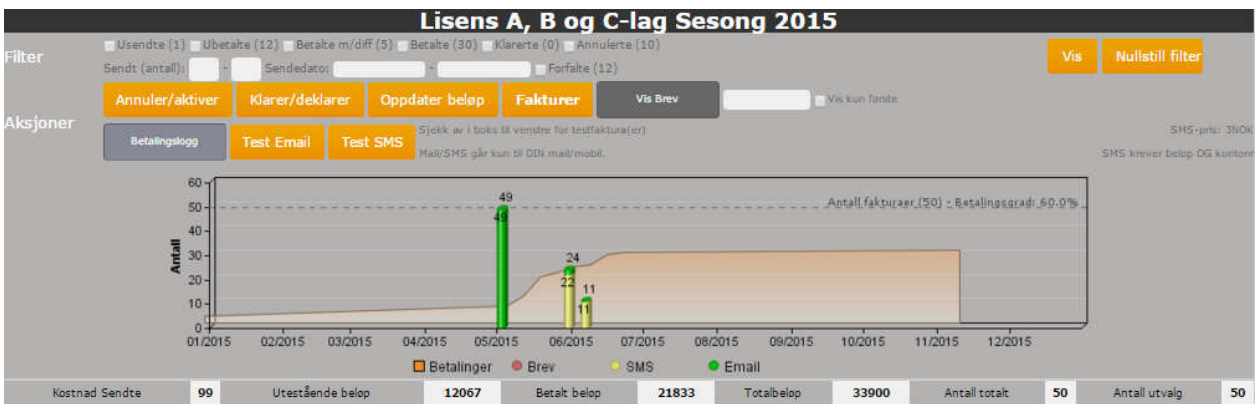 Lisens A, B og C-lag Sesong 2015
Filter
Usendte (1) Ubetalte (12) Betalte m/diff (5) Betalte (30) Klarerte (0) Annulerte (10)
Sendt (antall): - Sendedato: - Forfalte (12)
Vis Nullstill filter
Aksjoner
Annuler/aktiver Klarer/deklarer Oppdater beløp Fakturer Vis Brev Vis kun første
Betalingslogg Test Email Test SMS
Sjekk av i boks til venstre for testfaktura(er)
Mail/SMS går kun til DIN mail/mobil.
SMS-pris: 3NOK
SMS krever beløp OG kontonr
Antall
60
50
40
30
20
10
0
49
49
24
22
11
11
Antall fakturaer (50) - Betalingsgrad: 60.0%
01/2015 02/2015 03/2015 04/2015 05/2015 06/2015 07/2015 08/2015 09/2015 10/2015 11/2015 12/2015
Betalinger Brev SMS Email
Kostnad Sendte 99 Utestående beløp 12067 Betalt beløp 21833 Totalbeløp 33900 Antall totalt 50 Antall utvalg 50